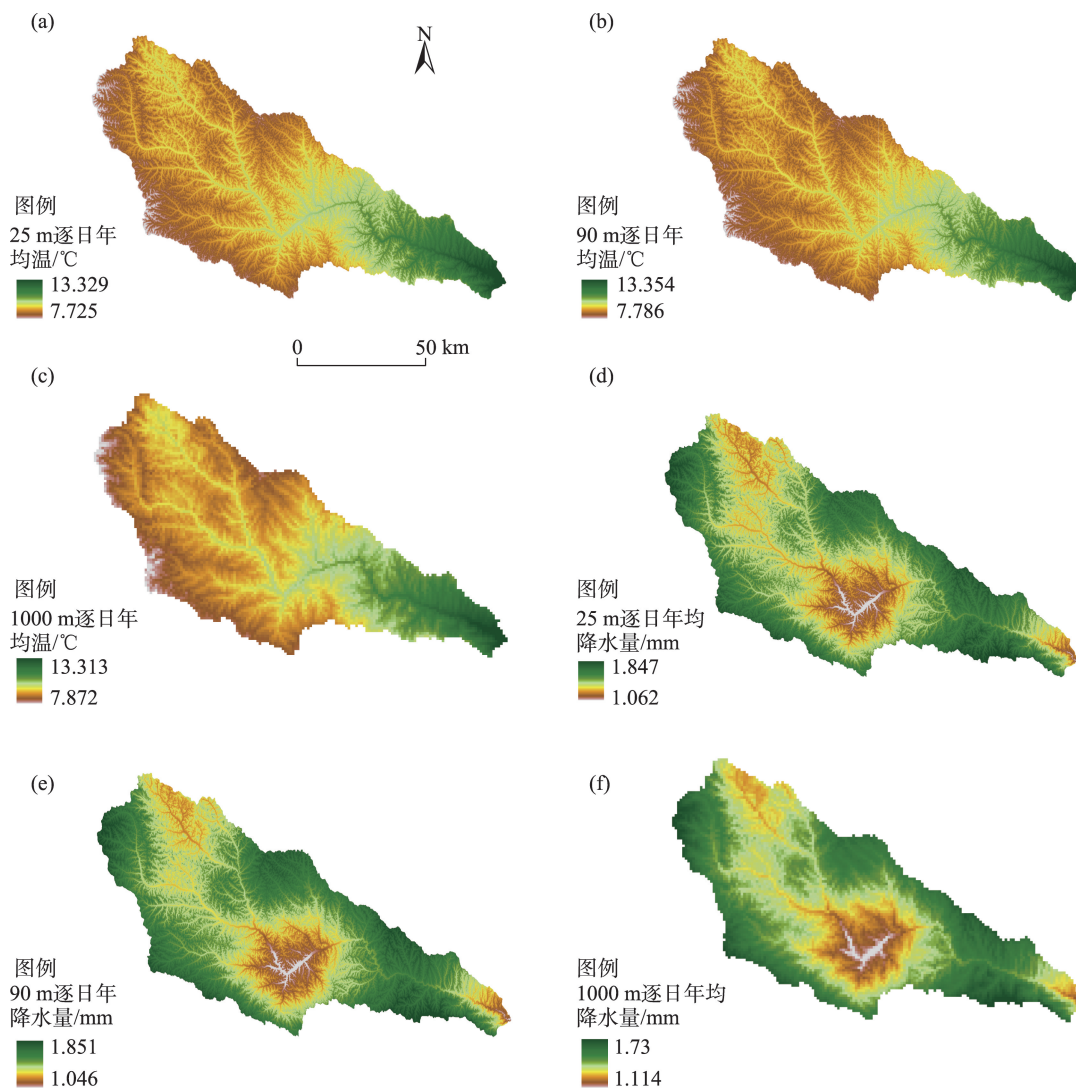 (a)
N
(b)
图例
25 m逐日年
均温/℃
13.329
7.725
图例
90 m逐日年
均温/℃
13.354
7.786
0
50 km
(c)
(d)
图例
1000 m逐日年
均温/℃
13.313
7.872
图例
25 m逐日年均
降水量/mm
1.847
1.062
(e)
(f)
图例
90 m逐日年
降水量/mm
1.851
1.046
图例
1000 m逐日年均
降水量/mm
1.73
1.114